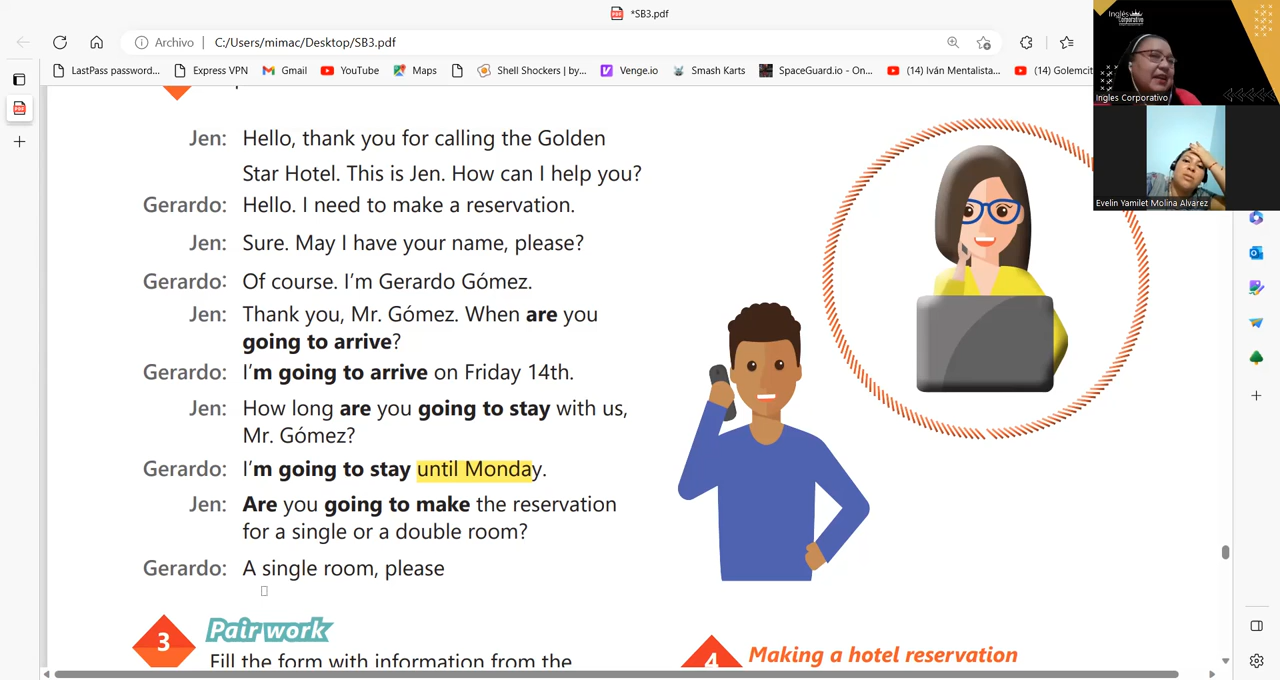 *SB3.pdf
Archivo | C:/Users/mimac/Desktop/SB3.pdf
LastPass password... Express VPN Gmail YouTube Maps Shell Shockers | by... Venge.io Smash Karts SpaceGuard.io - On... (14) Iván Mentalista... (14) Golemcit
Inglés Corporativo
Ingles Corporativo
Evelin Yamilet Molina Alvarez
Jen: Hello, thank you for calling the Golden
Star Hotel. This is Jen. How can I help you?
Gerardo: Hello. I need to make a reservation.
Jen: Sure. May I have your name, please?
Gerardo: Of course. I'm Gerardo Gómez.
Jen: Thank you, Mr. Gómez. When are you
going to arrive?
Gerardo: I'm going to arrive on Friday 14th.
Jen: How long are you going to stay with us,
Mr. Gómez?
Gerardo: I'm going to stay until Monday.
Jen: Are you going to make the reservation
for a single or a double room?
Gerardo: A single room, please
3 Pair work
Fill the form with information from the
4 Making a hotel reservation